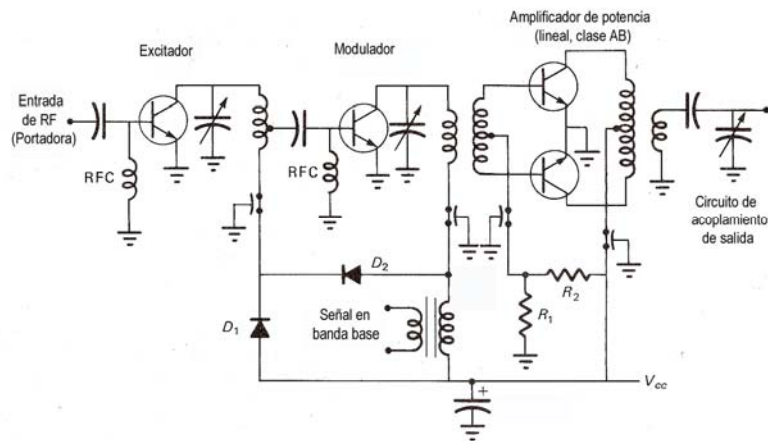 Excitador
Modulador
Amplificador de potencia
(lineal, clase AB)
Entrada
de RF
(Portadora)
RFC
RFC
Circuito de
acoplamiento
de salida
D2
D1
Señal en
banda base
R2
R1
Vcc
+